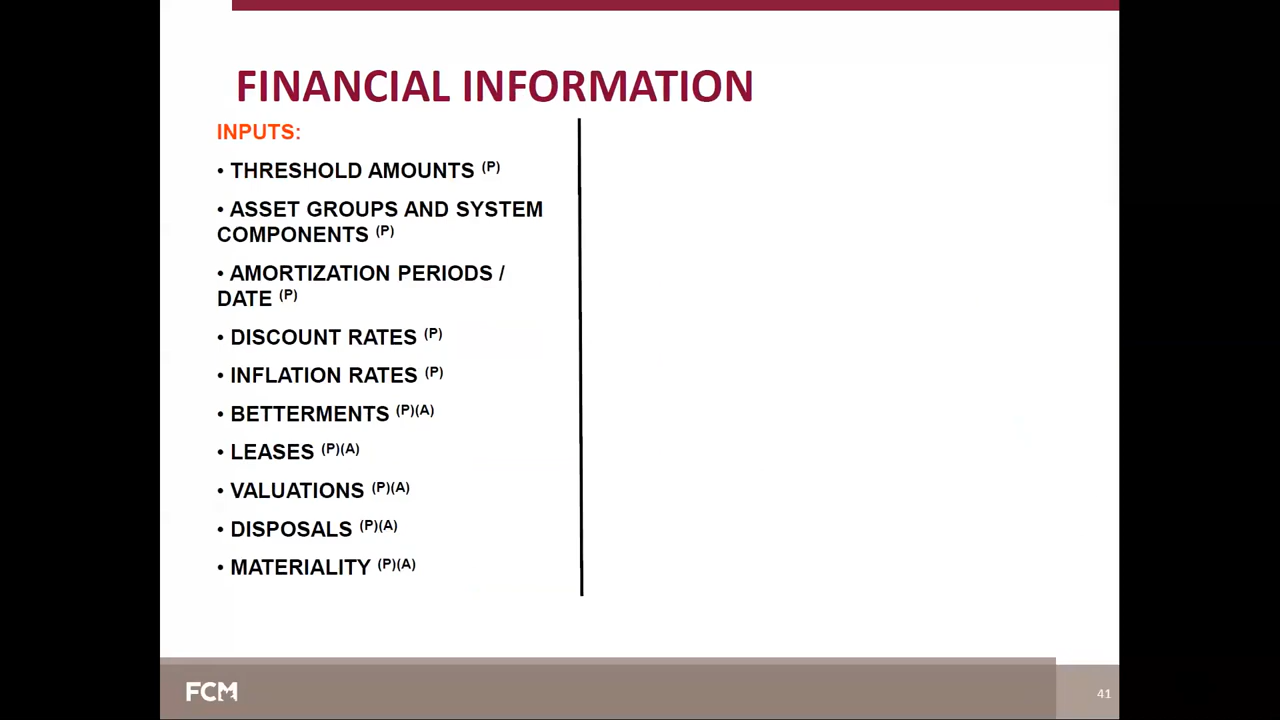 FINANCIAL INFORMATION
INPUTS:
• THRESHOLD AMOUNTS (P)
• ASSET GROUPS AND SYSTEM
COMPONENTS (P)
• AMORTIZATION PERIODS /
DATE (P)
• DISCOUNT RATES (P)
• INFLATION RATES (P)
• BETTERMENTS (P)(A)
• LEASES (P)(A)
• VALUATIONS (P)(A)
• DISPOSALS (P)(A)
• MATERIALITY (P)(A)
FCM
41